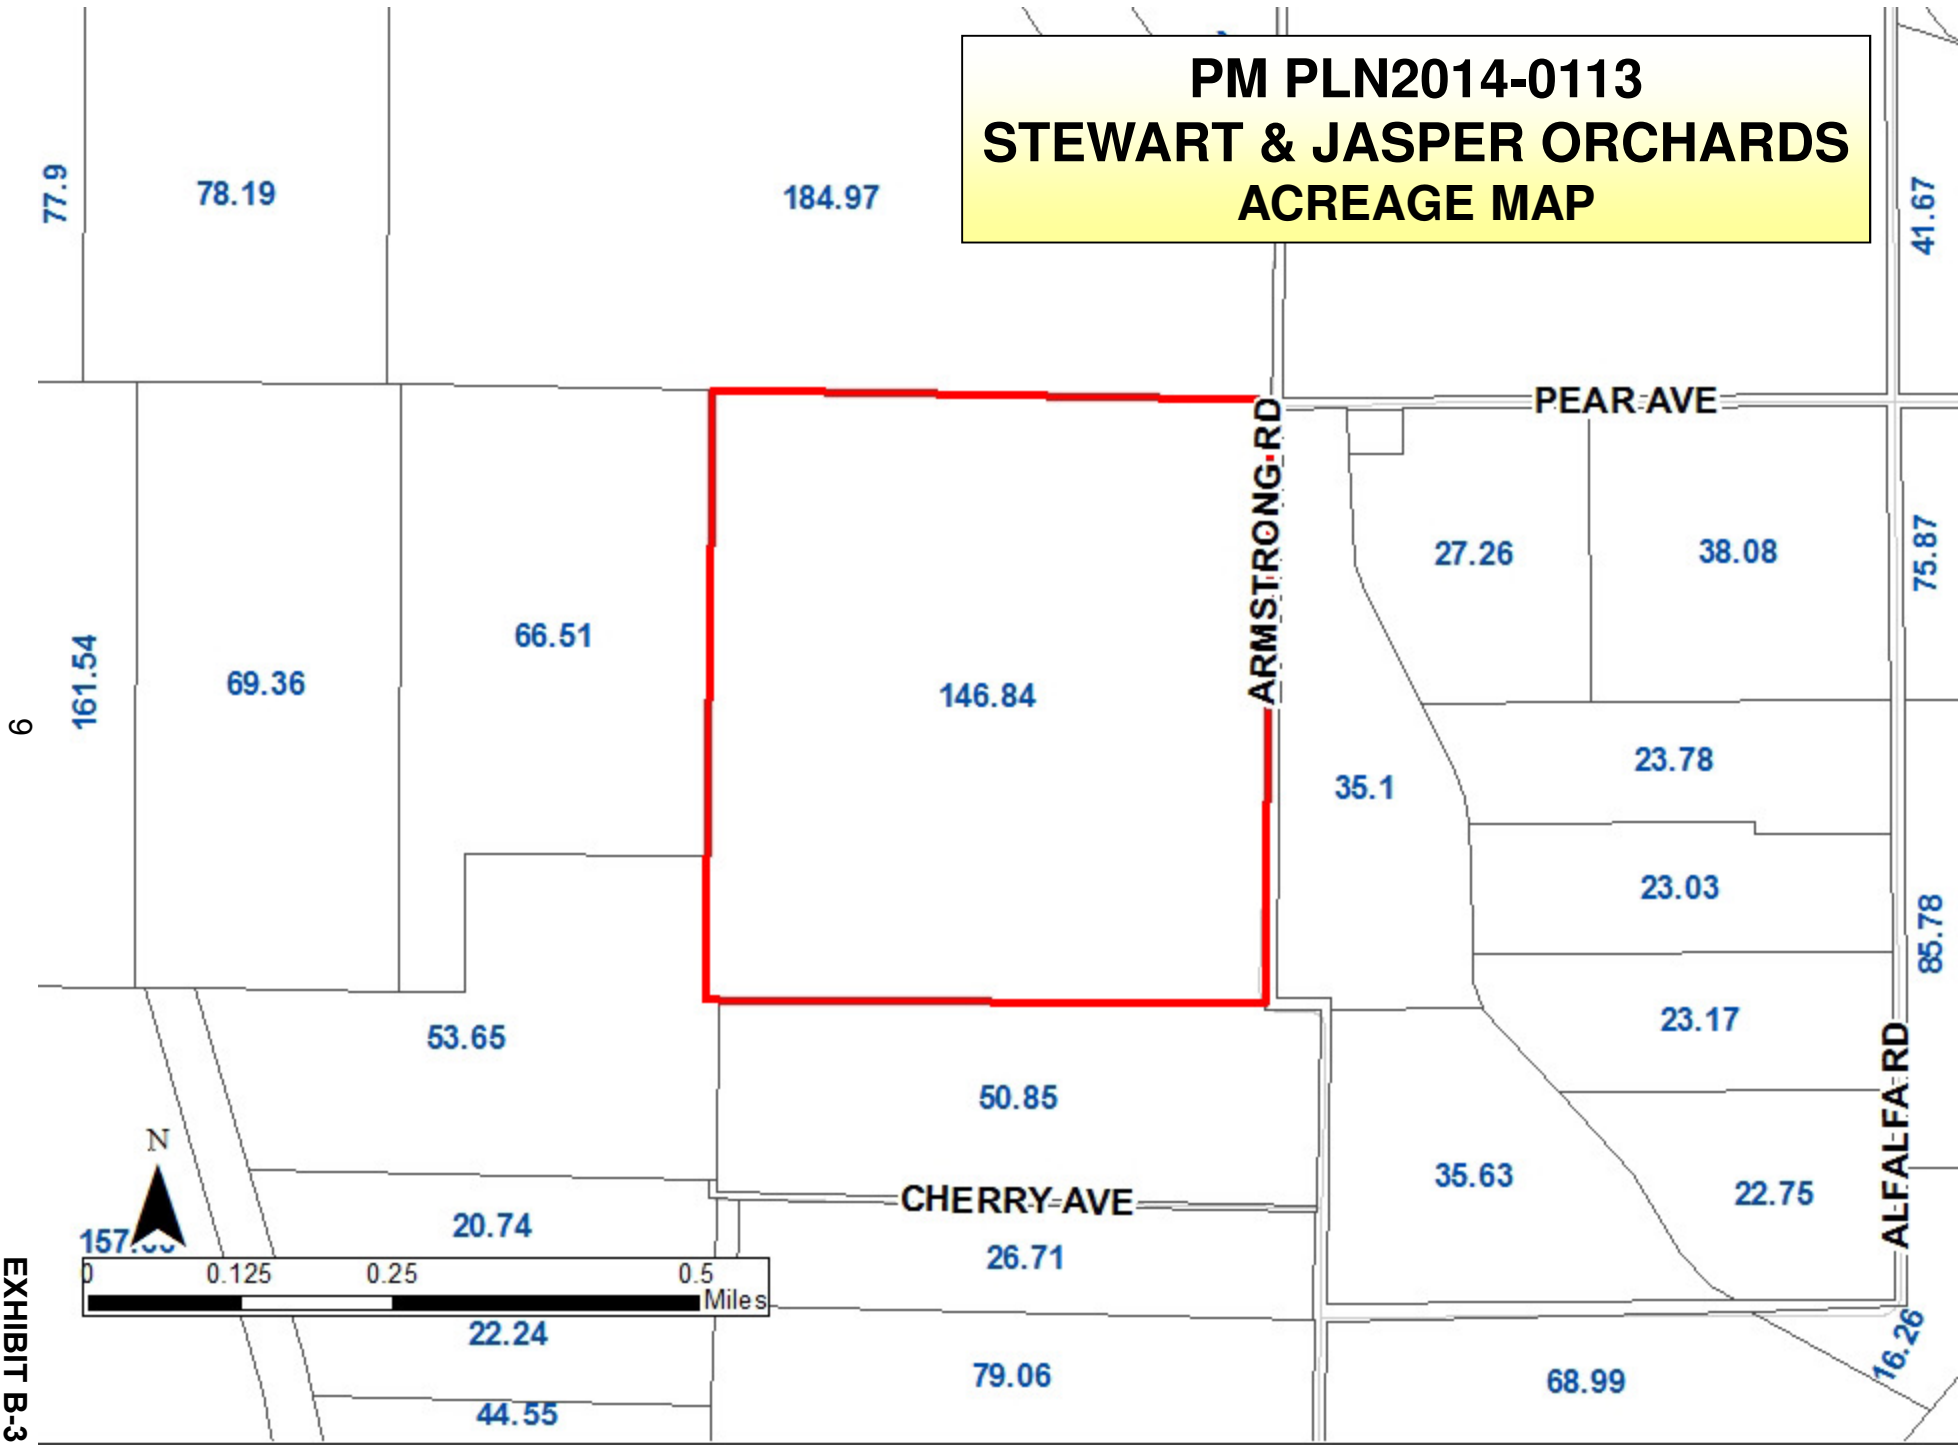 PM PLN2014-0113
STEWART & JASPER ORCHARDS
ACREAGE MAP
77.9
78.19
184.97
41.67
PEAR AVE
ARMSTRONG RD
27.26
38.08
75.87
66.51
161.54
69.36
146.84
9
23.78
35.1
23.03
85.78
23.17
53.65
50.85
ALFALFA RD
N
35.63
22.75
CHERRY AVE
20.74
26.71
0 0.125 0.25 0.5
Miles
16.26
22.24
79.06
68.99
44.55
EXHIBIT B-3